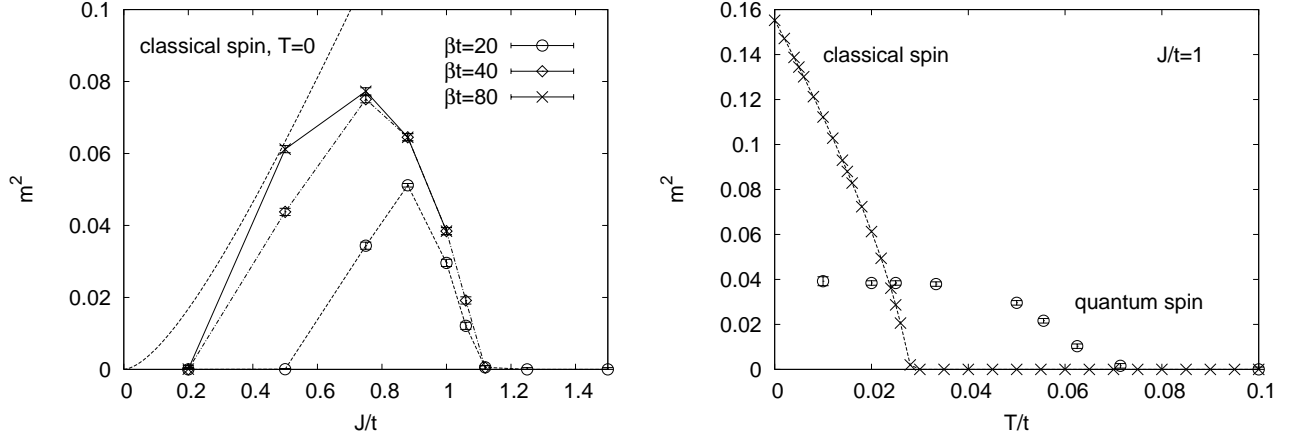 classical spin, T=0
βt=20
βt=40
βt=80
0.1
0.08
0.06
0.04
0.02
0
m²
0 0.2 0.4 0.6 0.8 1 1.2 1.4
J/t
classical spin
J/t=1
quantum spin
0.16
0.14
0.12
0.1
0.08
0.06
0.04
0.02
0
m²
0 0.02 0.04 0.06 0.08 0.1
T/t